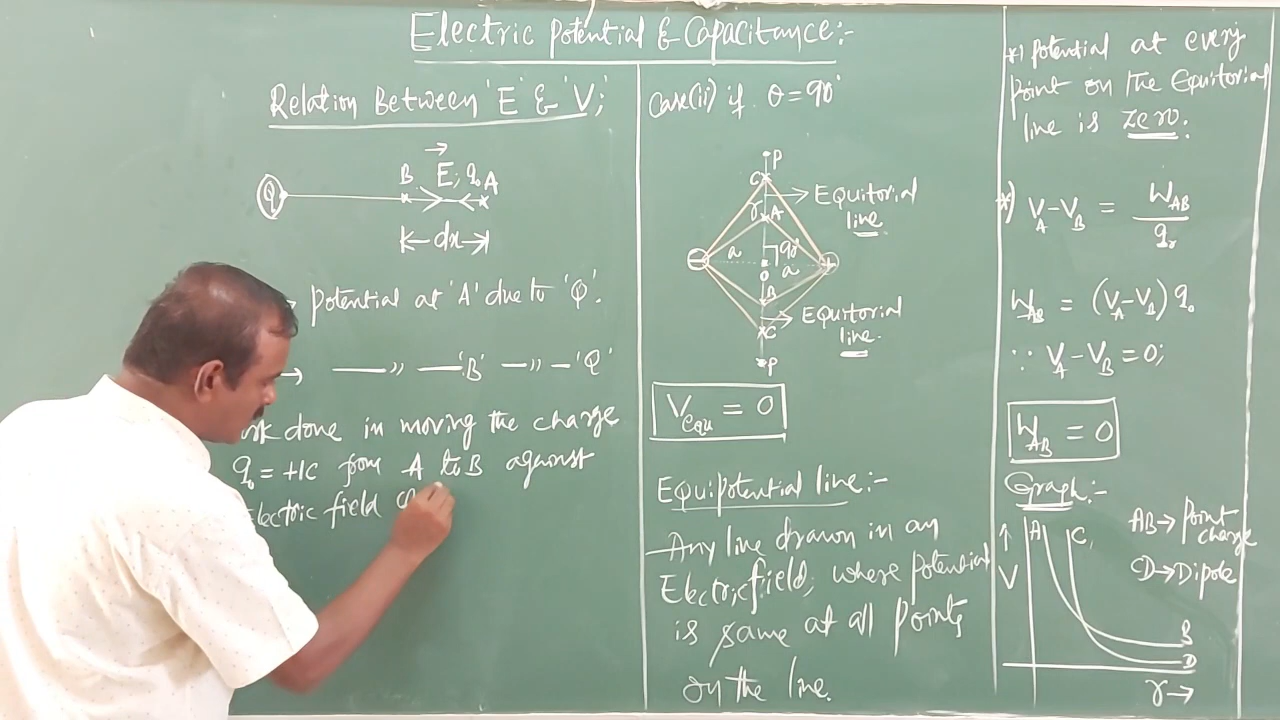 Electric Potential & Capacitance:-
Relation Between 'E' & 'V';
B E; q₀ A
Q
dx
→ potential at 'A' due to 'Q'.
→ —〃— 'B' —〃— 'Q'
done in moving the charge
q₀ = +1C from A to B against
Electric field
Case(ii) if θ = 90°
P
C
Equitorial
line
r A
a 90°
− O a +
B
Equitorial
line.
C
P
V_equ = 0
Equipotential line:-
Any line drawn in an
Electric field, where potential
is same at all points
on the line.
*) potential at every
point on the Equitorial
line is zero.
*) V_A - V_B = W_AB / q₀
W_AB = (V_A - V_B) q₀
∵ V_A - V_B = 0;
W_AB = 0
Graph:-
↑ A C
V
AB → point
charge
CD → Dipole
B
D
r →